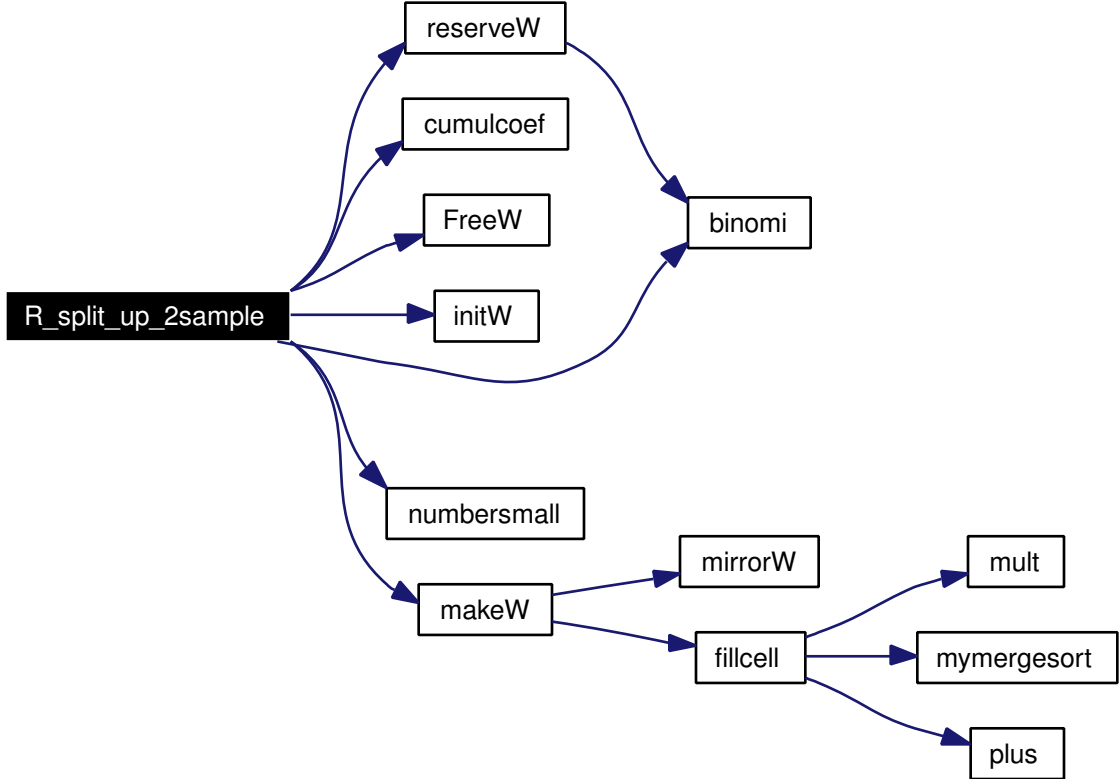 reserveW
cumulcoef
FreeW
binomi
R_split_up_2sample
initW
numbersmall
mirrorW
mult
makeW
fillcell
mymergesort
plus